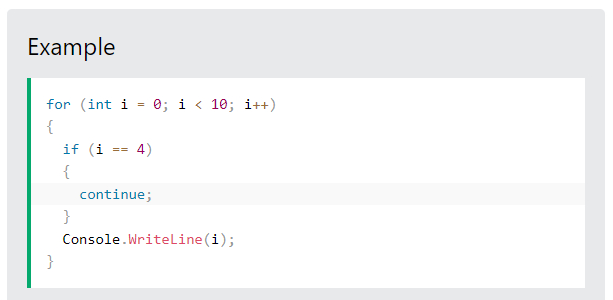 Example
for (int i = 0; i < 10; i++)
{
  if (i == 4)
  {
    continue;
  }
  Console.WriteLine(i);
}